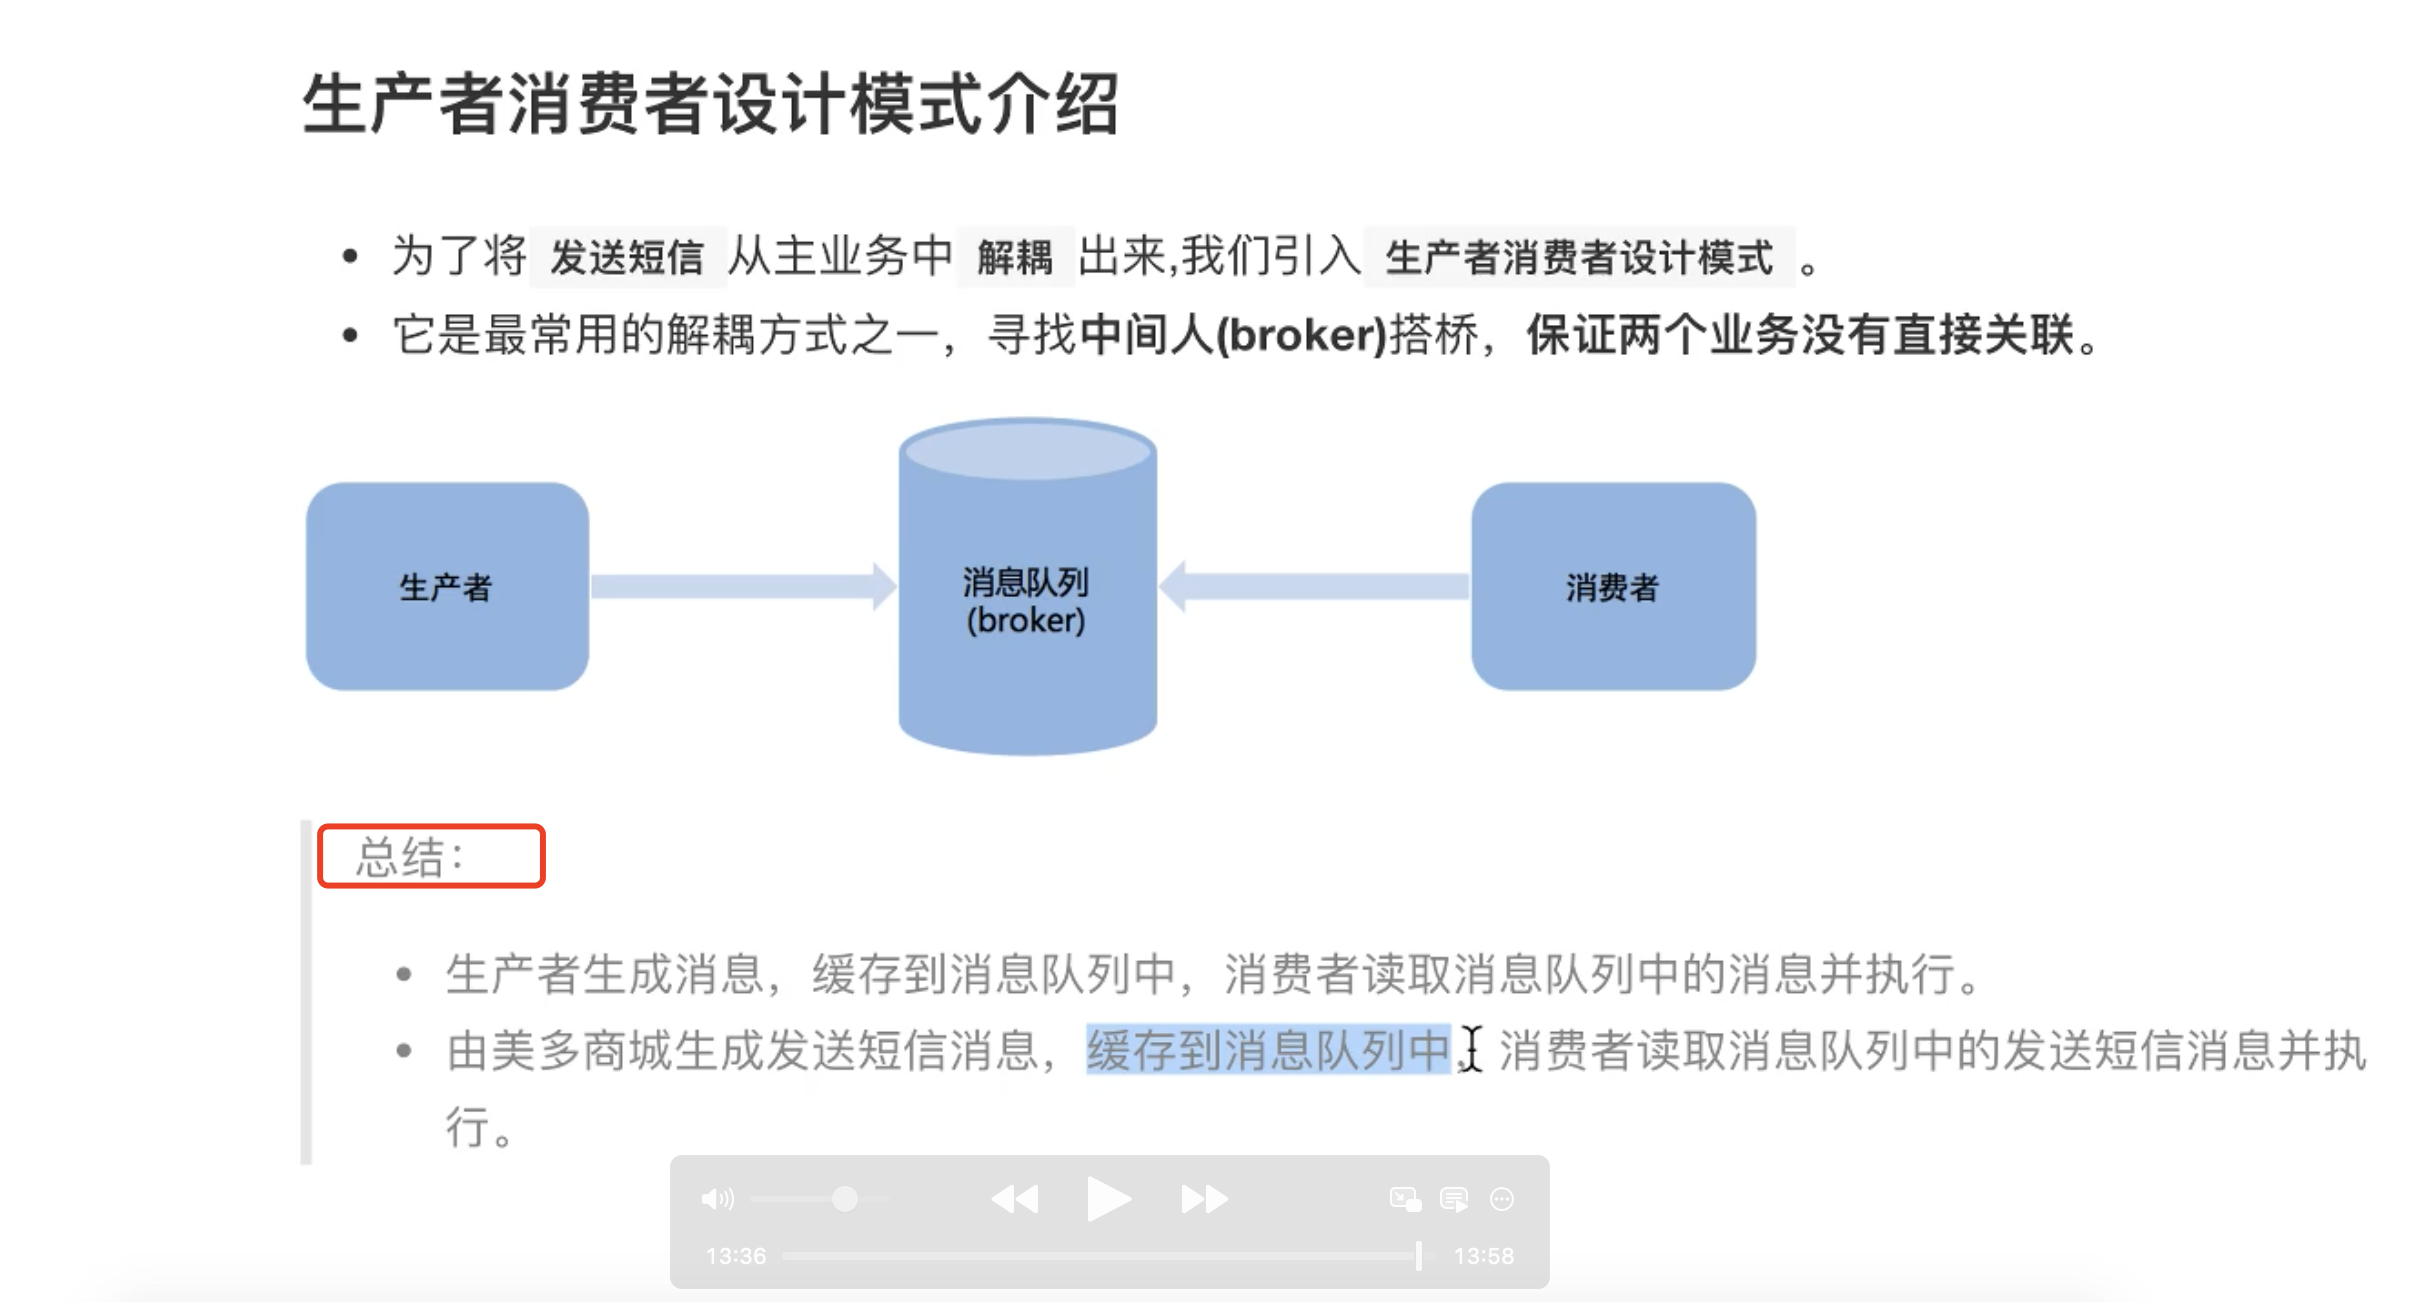 生产者消费者设计模式介绍
为了将 发送短信 从主业务中 解耦 出来,我们引入 生产者消费者设计模式 。
它是最常用的解耦方式之一，寻找中间人(broker)搭桥，保证两个业务没有直接关联。
生产者
消息队列
(broker)
消费者
总结：
生产者生成消息，缓存到消息队列中，消费者读取消息队列中的消息并执行。
由美多商城生成发送短信消息，缓存到消息队列中，消费者读取消息队列中的发送短信消息并执
行。
13:36
13:58